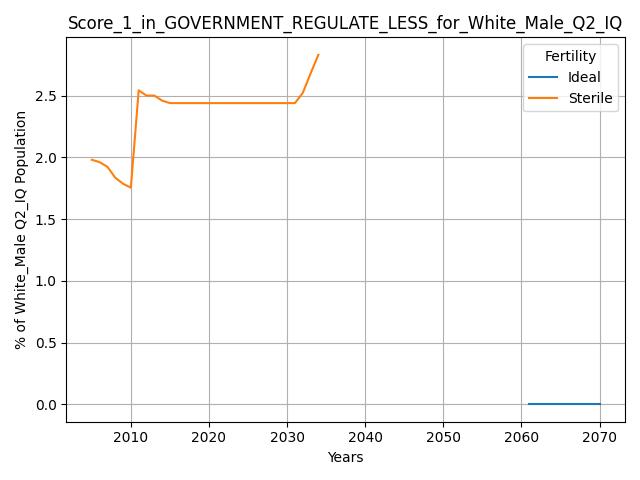 Score_1_in_GOVERNMENT_REGULATE_LESS_for_White_Male_Q2_IQ
Fertility
Ideal
Sterile
% of White_Male Q2_IQ Population
2.5
2.0
1.5
1.0
0.5
0.0
2010 2020 2030 2040 2050 2060 2070
Years